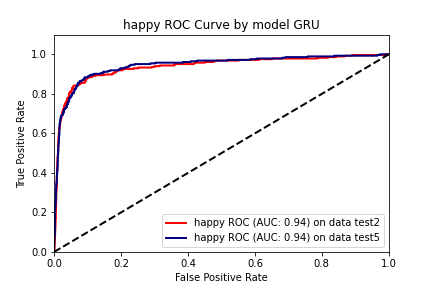 happy ROC Curve by model GRU
True Positive Rate
1.0
0.8
0.6
0.4
0.2
0.0
happy ROC (AUC: 0.94) on data test2
happy ROC (AUC: 0.94) on data test5
0.0 0.2 0.4 0.6 0.8 1.0
False Positive Rate